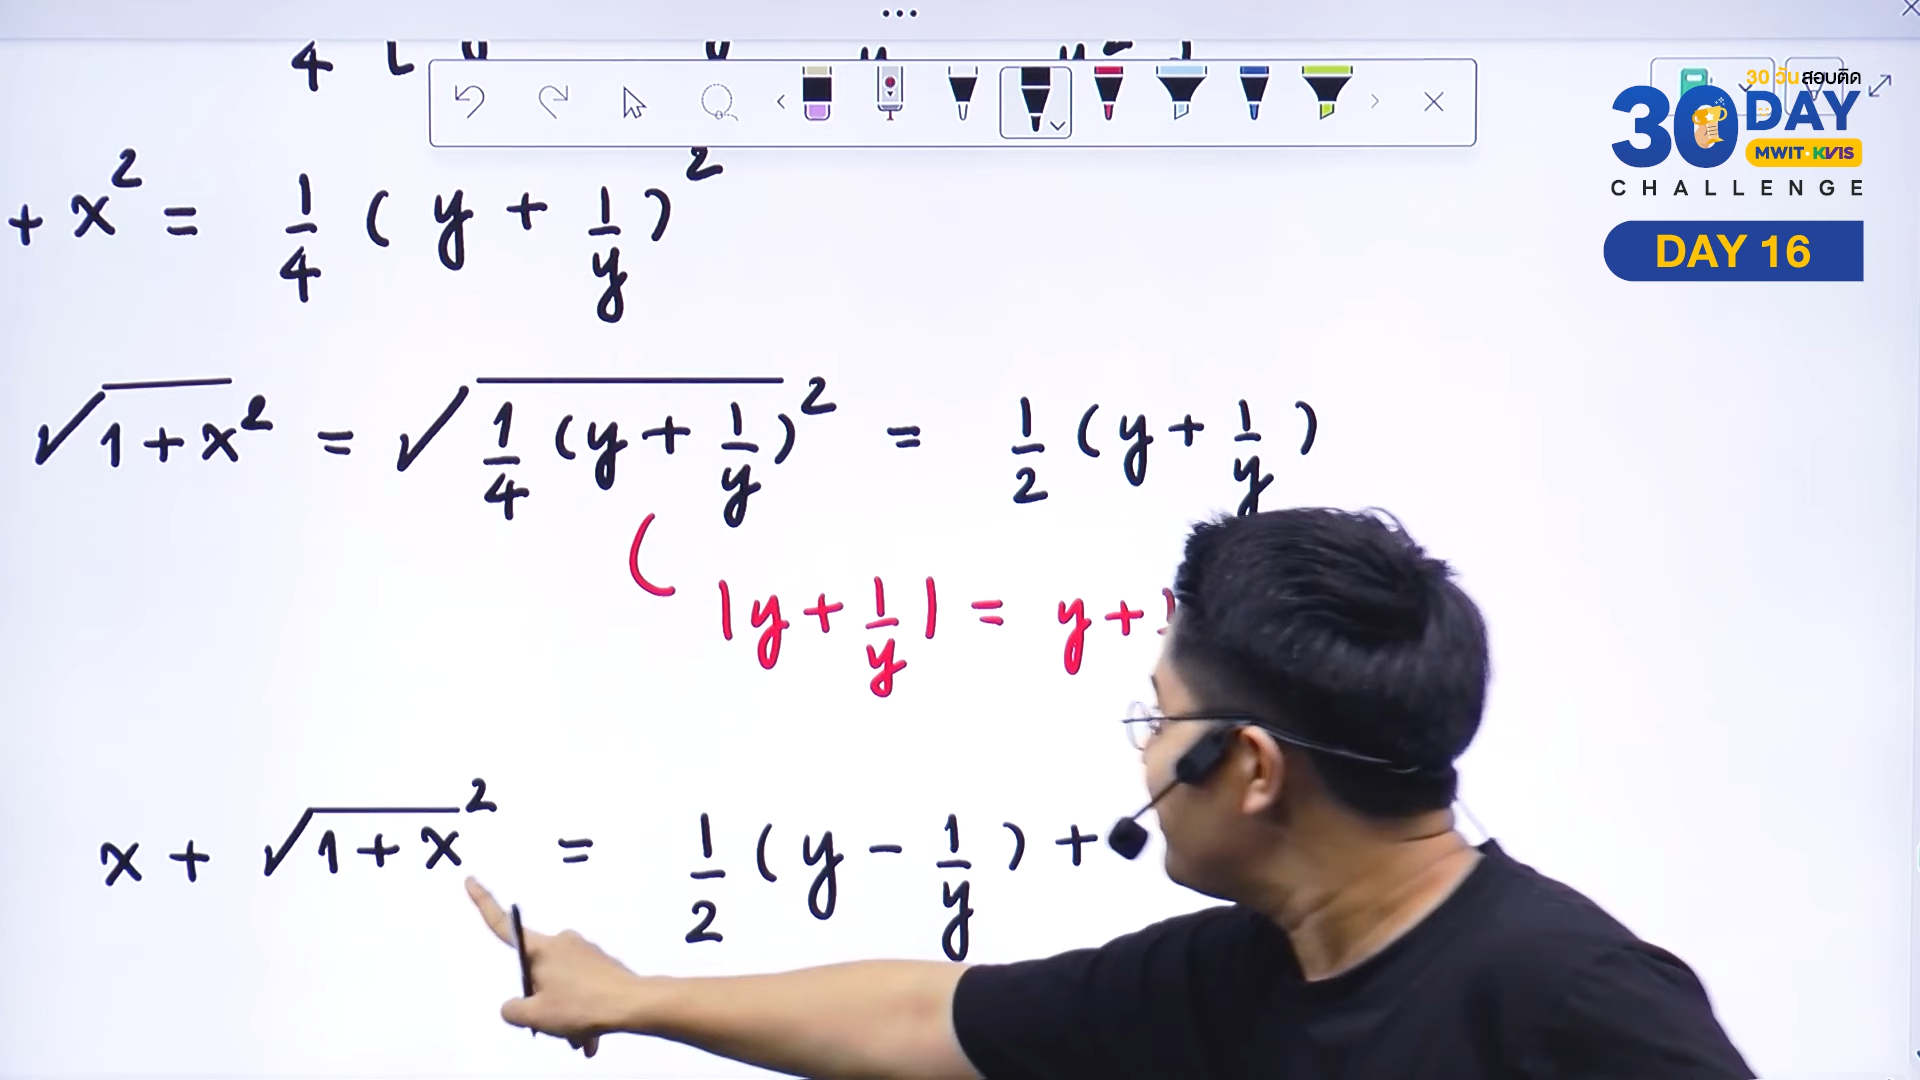 30 วันสอบติด
30 DAY
MWIT·KVIS
CHALLENGE
DAY 16
+ x² = 1/4 ( y + 1/y )²
√1+x² = √1/4 (y + 1/y)² = 1/2 ( y + 1/y )
( |y + 1/y| = y +
x + √1+x² = 1/2 ( y - 1/y ) +